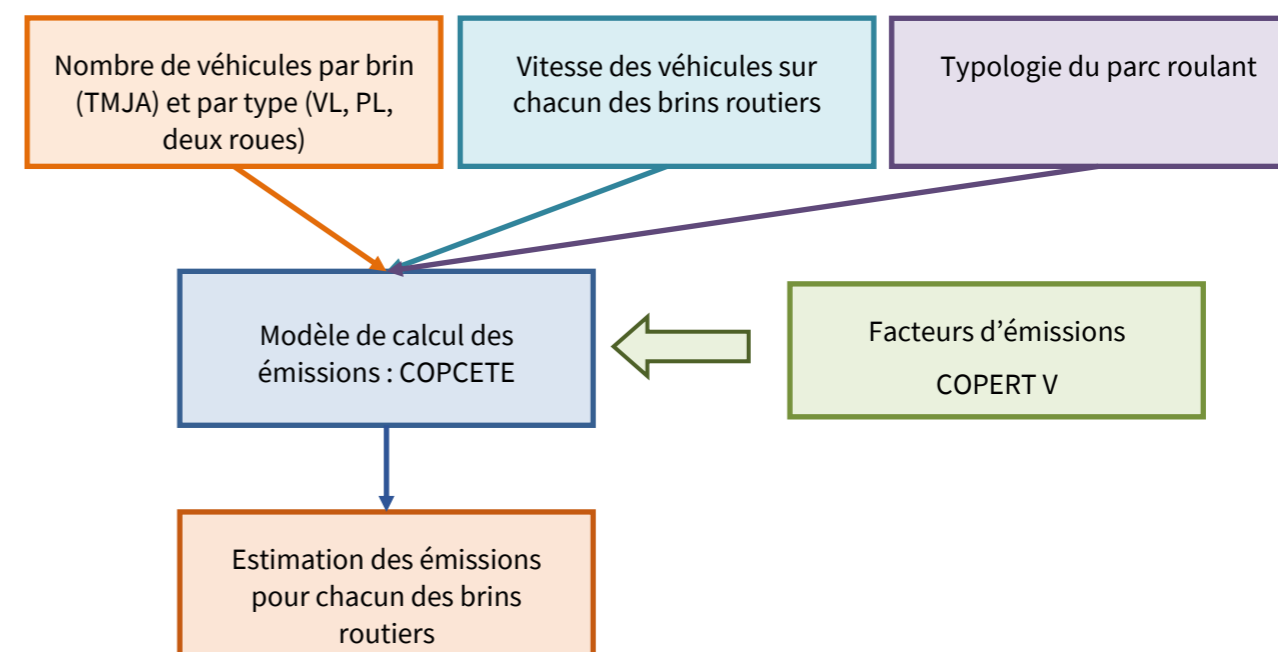 Nombre de véhicules par brin
(TMJA) et par type (VL, PL,
deux roues)
Vitesse des véhicules sur
chacun des brins routiers
Typologie du parc roulant
Modèle de calcul des
émissions : COPCETE
Facteurs d’émissions
COPERT V
Estimation des émissions
pour chacun des brins
routiers